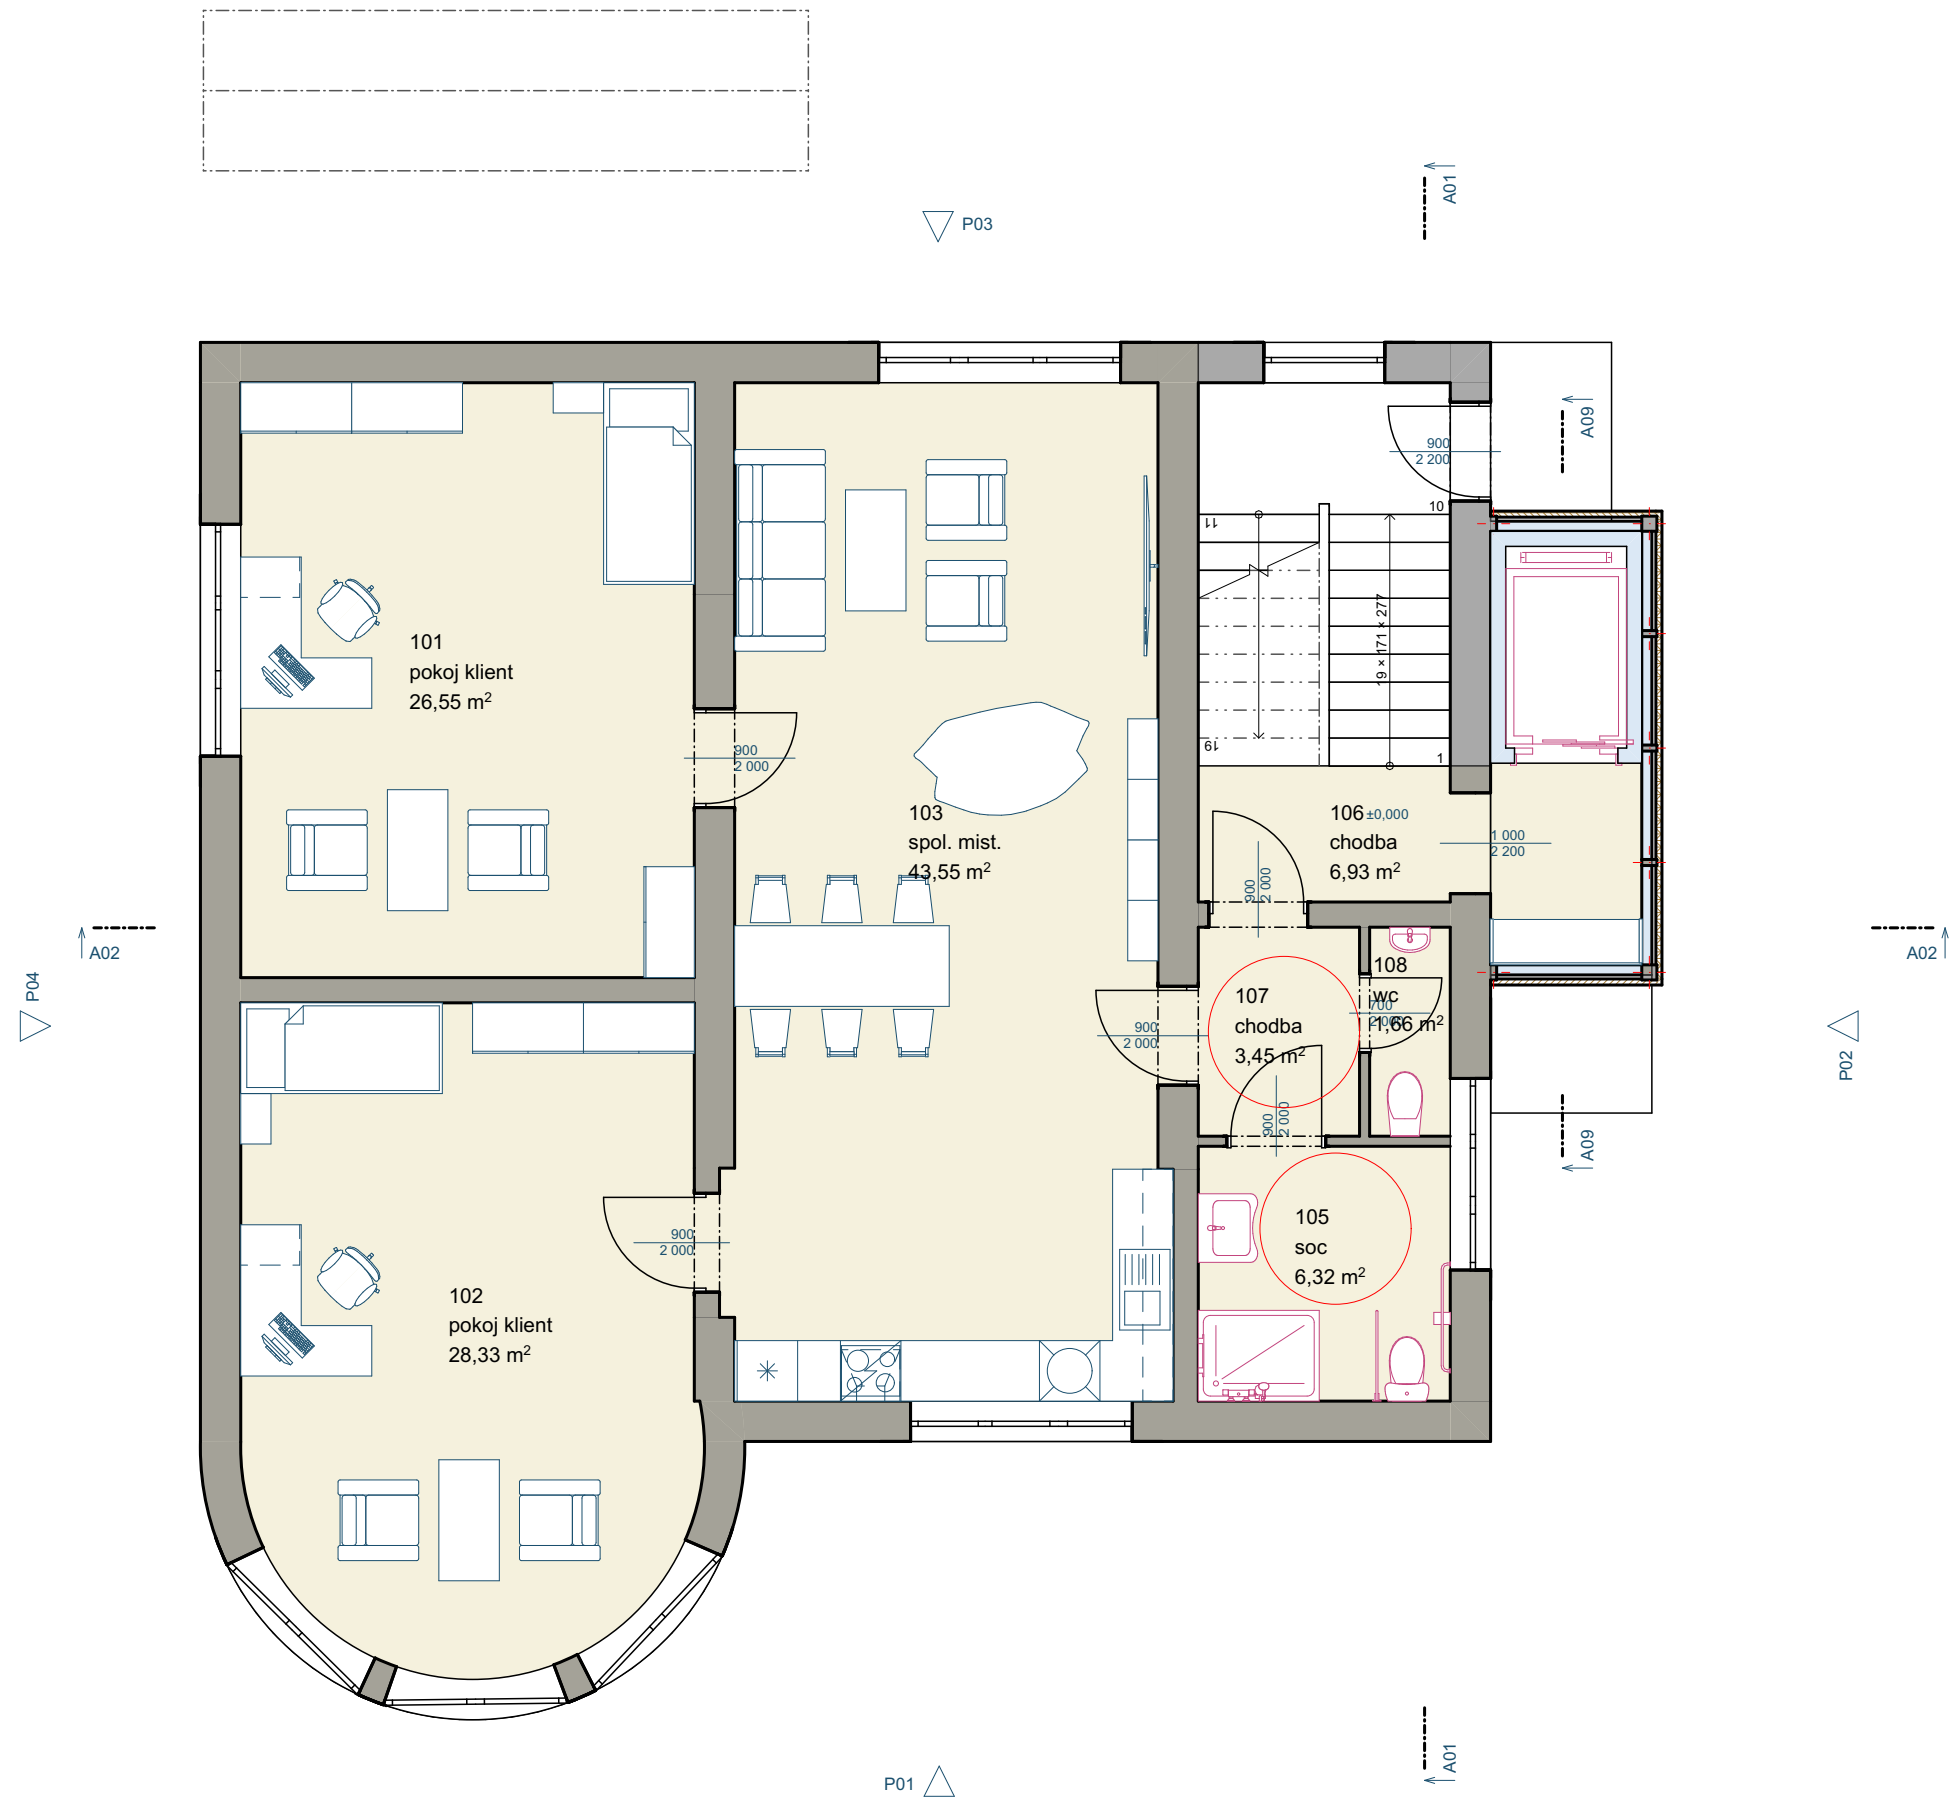 A01
P03
A09
900
2 200
10
11
19 × 171 × 277
101
pokoj klient
26,55 m²
19
1
900
2 000
103
spol. mist.
43,55 m²
106 ±0,000
chodba
6,93 m²
1 000
2 200
900
2 000
A02
A02
P04
108
wc
1,66 m²
700
2 000
107
chodba
3,45 m²
900
2 000
P02
900
2 000
A09
105
soc
6,32 m²
900
2 000
102
pokoj klient
28,33 m²
A01
P01